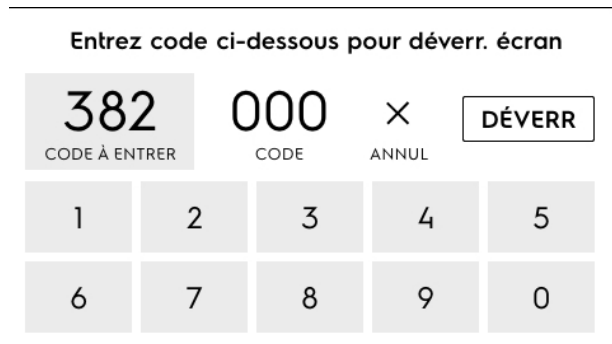 Entrez code ci-dessous pour déverr. écran
382 000 × DÉVERR
CODE À ENTRER CODE ANNUL
1 2 3 4 5
6 7 8 9 0